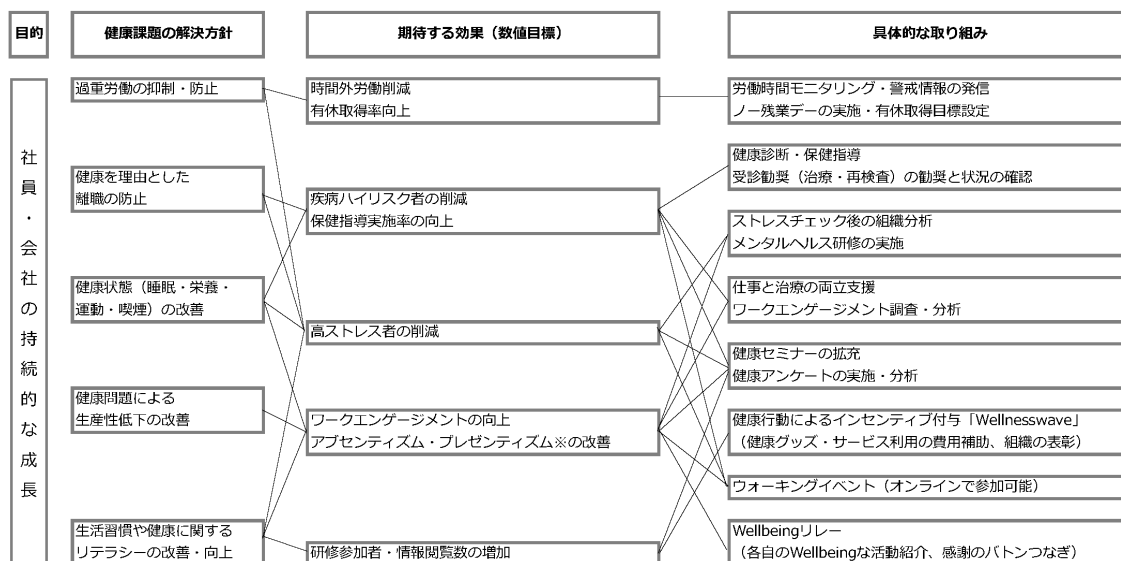 目的
健康課題の解決方針
期待する効果（数値目標）
具体的な取り組み
社員・会社の持続的な成長
過重労働の抑制・防止
健康を理由とした
離職の防止
健康状態（睡眠・栄養・
運動・喫煙）の改善
健康問題による
生産性低下の改善
生活習慣や健康に関する
リテラシーの改善・向上
時間外労働削減
有休取得率向上
疾病ハイリスク者の削減
保健指導実施率の向上
高ストレス者の削減
ワークエンゲージメントの向上
アブセンティズム・プレゼンティズム※の改善
研修参加者・情報閲覧数の増加
労働時間モニタリング・警戒情報の発信
ノー残業デーの実施・有休取得目標設定
健康診断・保健指導
受診勧奨（治療・再検査）の勧奨と状況の確認
ストレスチェック後の組織分析
メンタルヘルス研修の実施
仕事と治療の両立支援
ワークエンゲージメント調査・分析
健康セミナーの拡充
健康アンケートの実施・分析
健康行動によるインセンティブ付与「Wellnesswave」
（健康グッズ・サービス利用の費用補助、組織の表彰）
ウォーキングイベント（オンラインで参加可能）
Wellbeingリレー
（各自のWellbeingな活動紹介、感謝のバトンつなぎ）